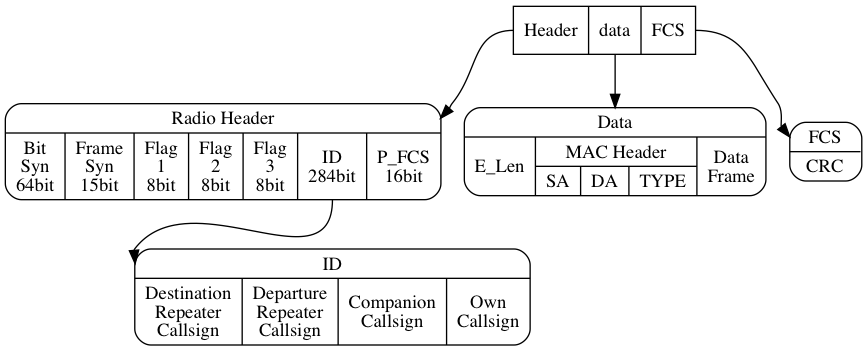 Header data FCS
Radio Header
Bit Syn 64bit
Frame Syn 15bit
Flag 1 8bit
Flag 2 8bit
Flag 3 8bit
ID 284bit
P_FCS 16bit
Data
E_Len
MAC Header
SA DA TYPE
Data Frame
FCS
CRC
ID
Destination Repeater Callsign
Departure Repeater Callsign
Companion Callsign
Own Callsign